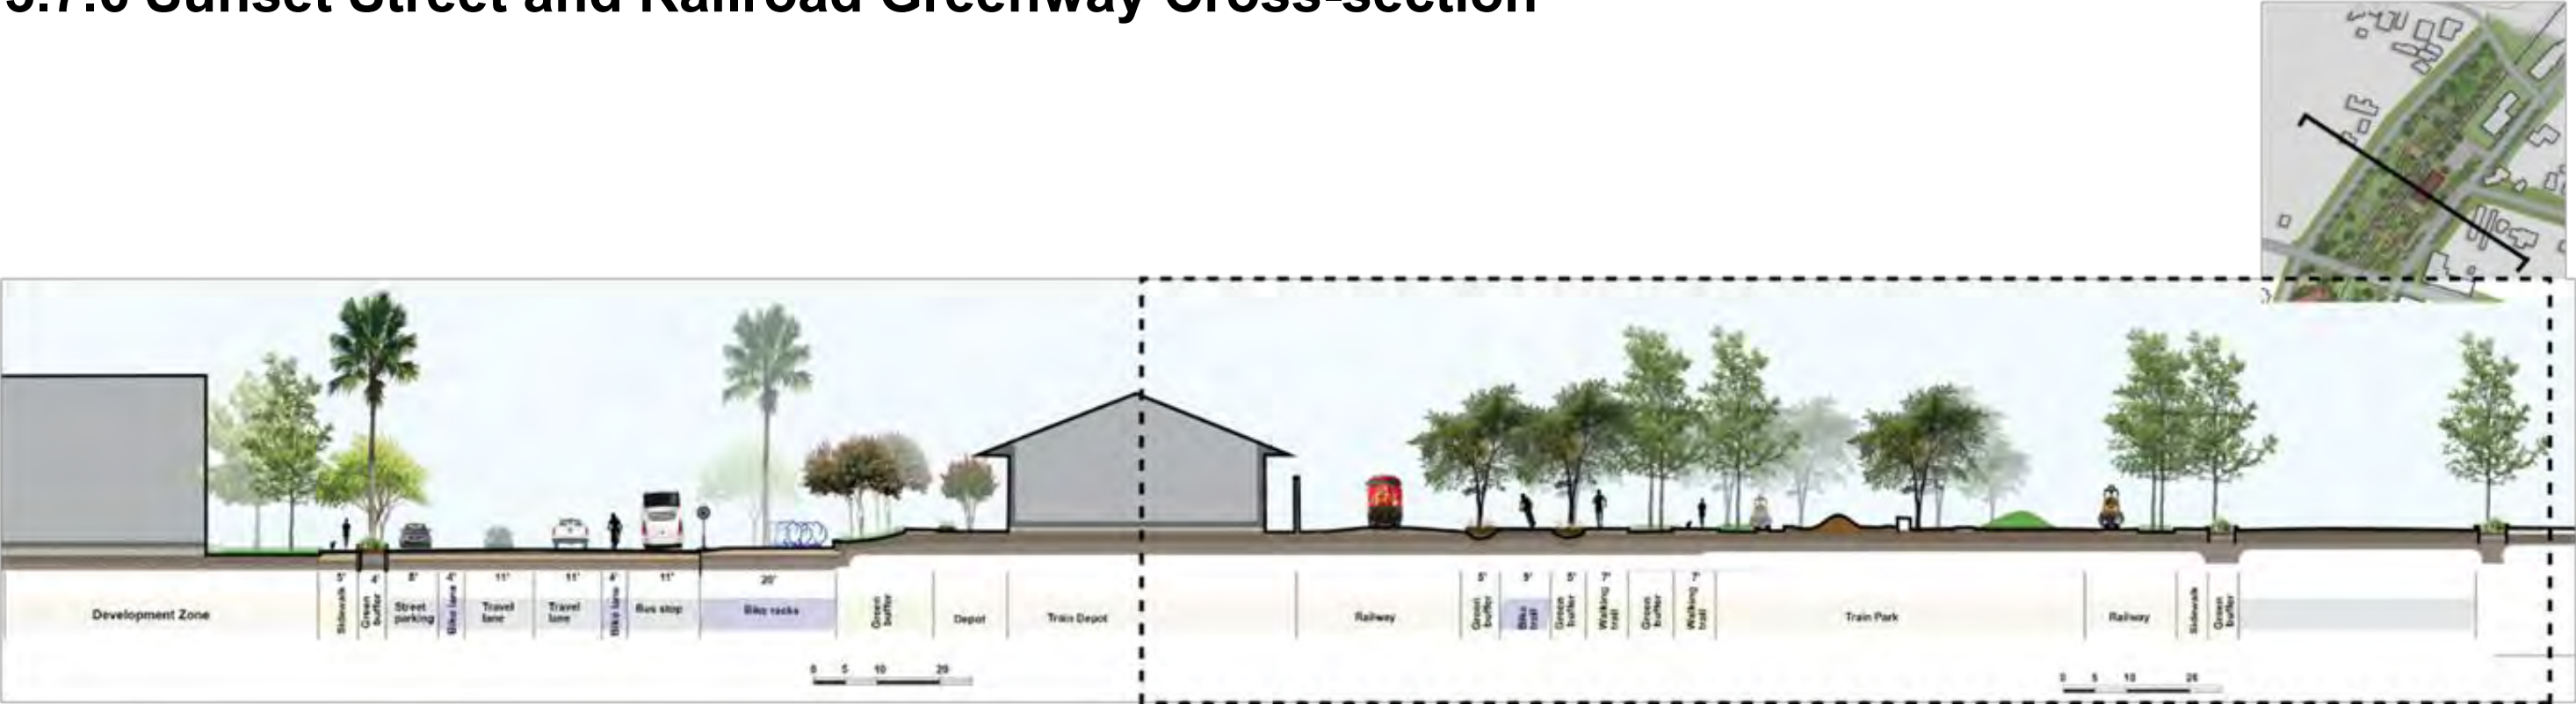 Sunset Street and Railroad Greenway Cross-section
5' 4' 8' 4' 11' 11' 4' 11' 20' 5' 9' 5' 7' 7'
Development Zone
Sidewalk
Green buffer
Street parking
Bike lane
Travel lane
Travel lane
Bike lane
Bus stop
Bike racks
Green buffer
Depot
Train Depot
Railway
Green buffer
Bike trail
Green buffer
Walking trail
Green buffer
Walking trail
Train Park
Railway
Sidewalk
Green buffer
0 5 10 20
0 5 10 20